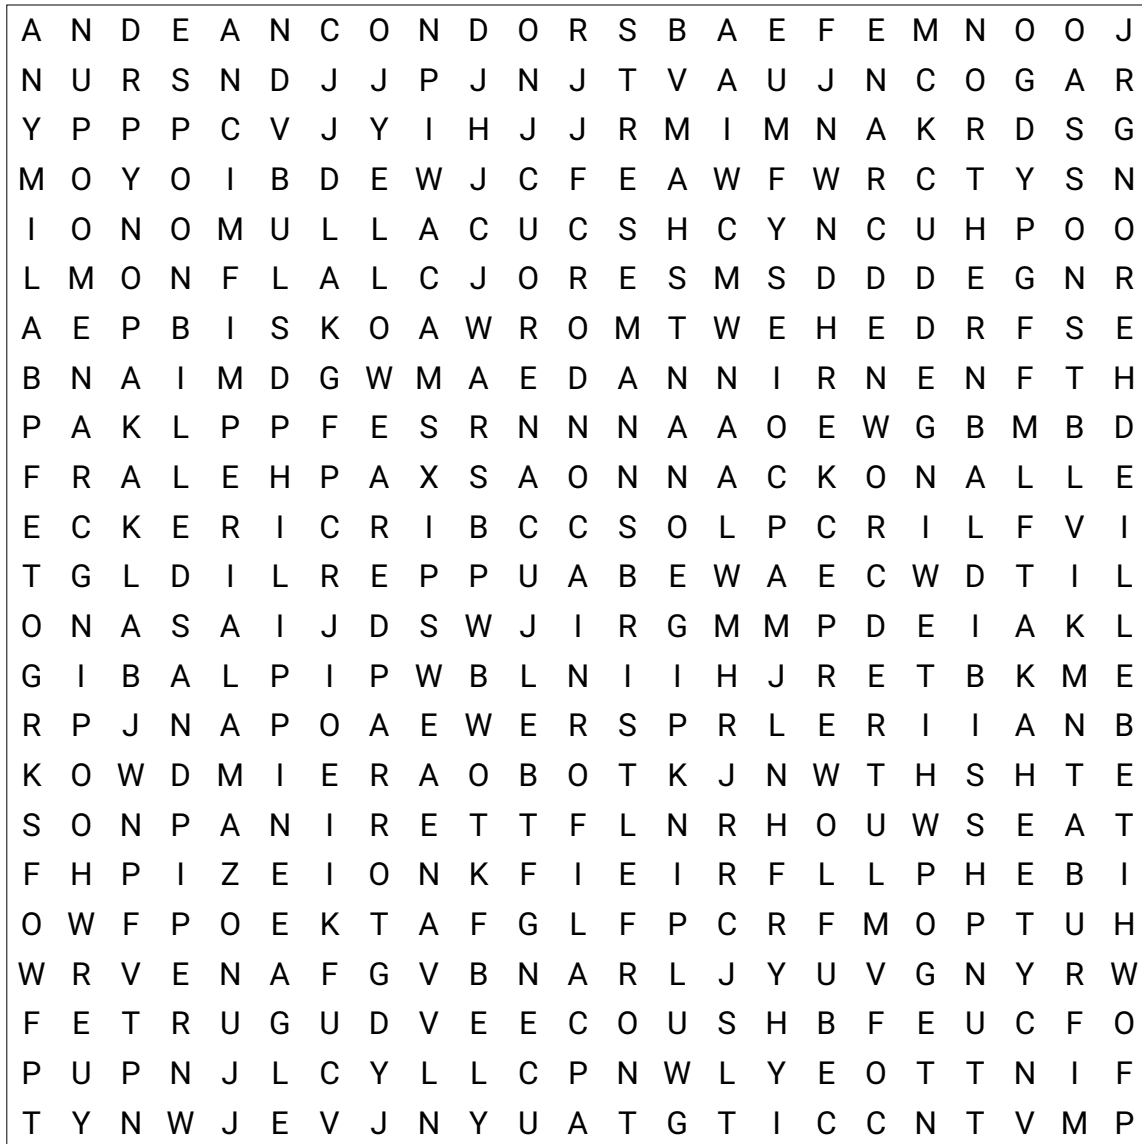 A N D E A N C O N D O R S B A E F E M N O O J
N U R S N D J J P J N J T V A U J N C O G A R
Y P P P C V J Y I H J J R M I M N A K R D S G
M O Y O I B D E W J C F E A W F W R C T Y S N
I O N O M U L L A C U C S H C Y N C U H P O O
L M O N F L A L C J O R E S M S D D D E G N R
A E P B I S K O A W R O M T W E H E D R F S E
B N A I M D G W M A E D A N N I R N E N F T H
P A K L P P F E S R N N N A A O E W G B M B D
F R A L E H P A X S A O N N A C K O N A L L E
E C K E R I C R I B C C S O L P C R I L F V I
T G L D I L R E P P U A B E W A E C W D T I L
O N A S A I J D S W J I R G M M P D E I A K L
G I B A L P I P W B L N I I H J R E T B K M E
R P J N A P O A E W E R S P R L E R I I A N B
K O W D M I E R A O B O T K J N W T H S H T E
S O N P A N I R E T T F L N R H O U W S E A T
F H P I Z E I O N K F I E I R F L L P H E B I
O W F P O E K T A F G L F P C R F M O P T U H
W R V E N A F G V B N A R L J Y U V G N Y R W
F E T R U G U D V E E C O U S H B F E U C F O
P U P N J L C Y L L C P N W L Y E O T T N I F
T Y N W J E V J N Y U A T G T I C C N T V M P